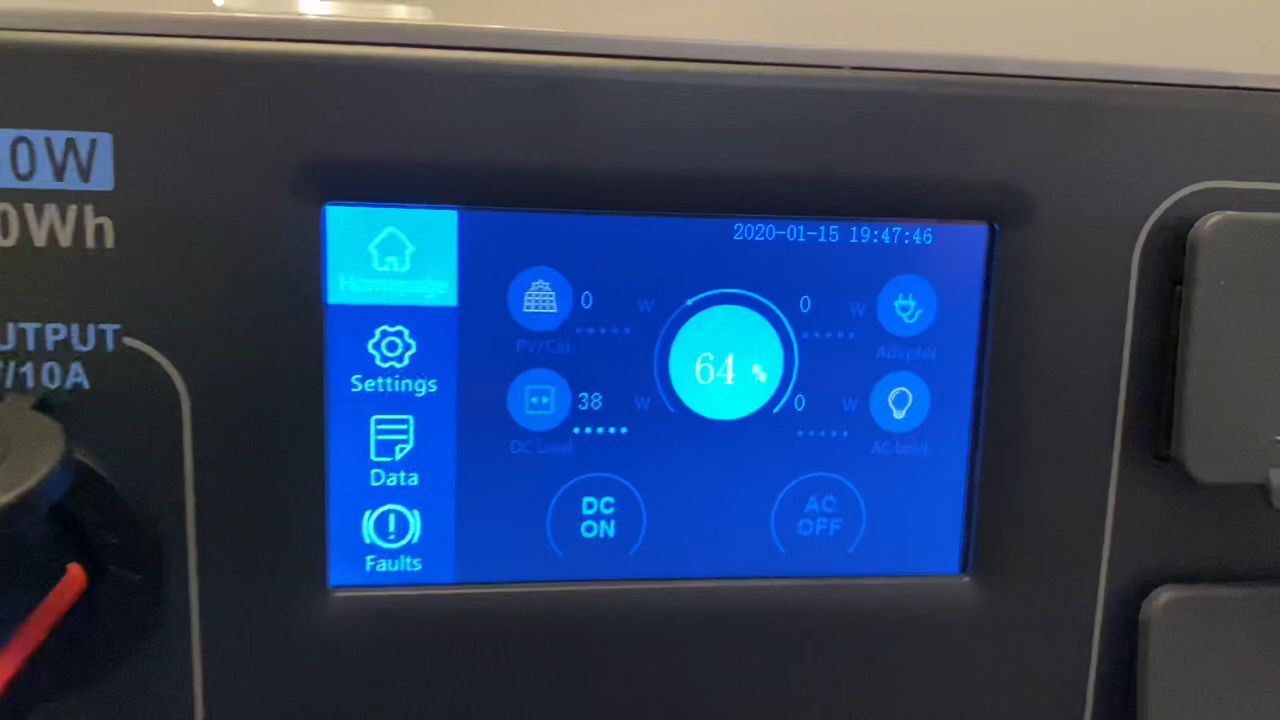 0W
0Wh
UTPUT
/10A
2020-01-15 19:47:46
Homepage
Settings
Data
Faults
0 W
PV/Car
0 W
Adapter
64 %
38 W
DC Load
0 W
AC Load
DC
ON
AC
OFF